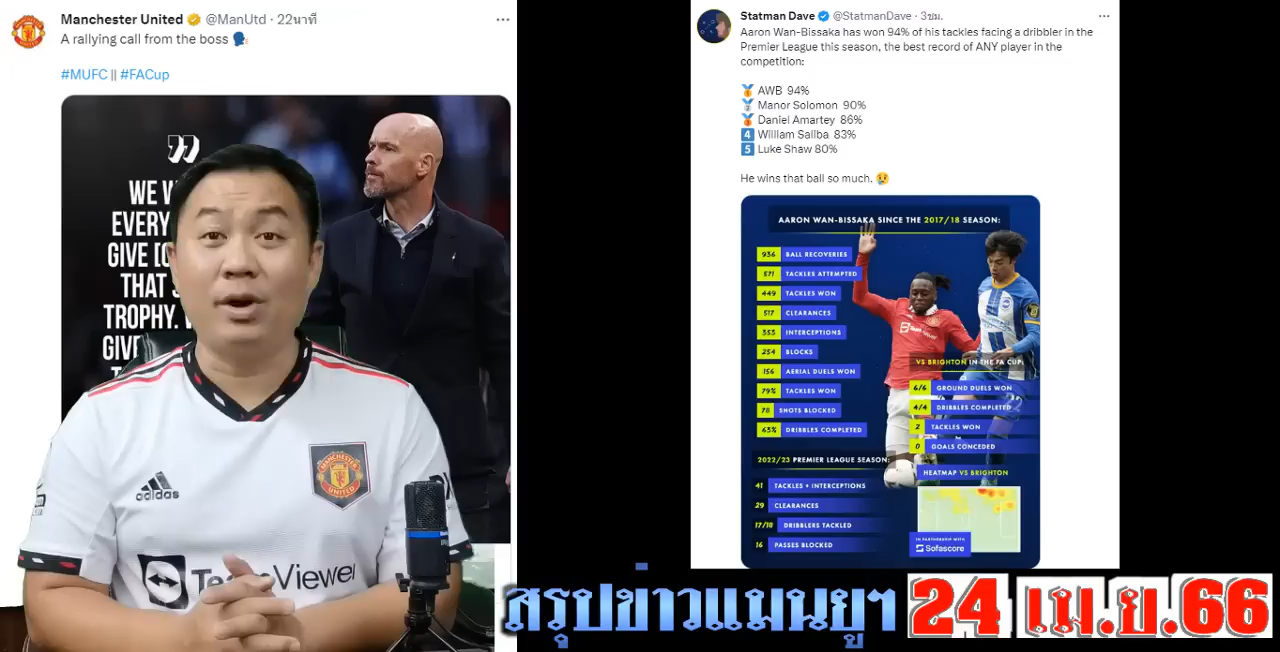 Manchester United @ManUtd · 22นาที
A rallying call from the boss
#MUFC || #FACup
WE
EVERY
GIVE
THAT
TROPHY.
GIVE
adidas
TeamViewer
Statman Dave @StatmanDave · 3ชม.
Aaron Wan-Bissaka has won 94% of his tackles facing a dribbler in the
Premier League this season, the best record of ANY player in the
competition:
AWB 94%
Manor Solomon 90%
Daniel Amartey 86%
4 William Saliba 83%
5 Luke Shaw 80%
He wins that ball so much.
AARON WAN-BISSAKA SINCE THE 2017/18 SEASON:
936 BALL RECOVERIES
571 TACKLES ATTEMPTED
449 TACKLES WON
517 CLEARANCES
353 INTERCEPTIONS
254 BLOCKS
156 AERIAL DUELS WON
79% TACKLES WON
78 SHOTS BLOCKED
63% DRIBBLES COMPLETED
2022/23 PREMIER LEAGUE SEASON:
41 TACKLES + INTERCEPTIONS
29 CLEARANCES
17/18 DRIBBLERS TACKLED
16 PASSES BLOCKED
VS BRIGHTON IN THE FA CUP:
6/6 GROUND DUELS WON
4/4 DRIBBLES COMPLETED
2 TACKLES WON
0 GOALS CONCEDED
HEATMAP VS BRIGHTON
IN PARTNERSHIP WITH
Sofascore
สรุปข่าวแมนยูฯ 24 เม.ย.66